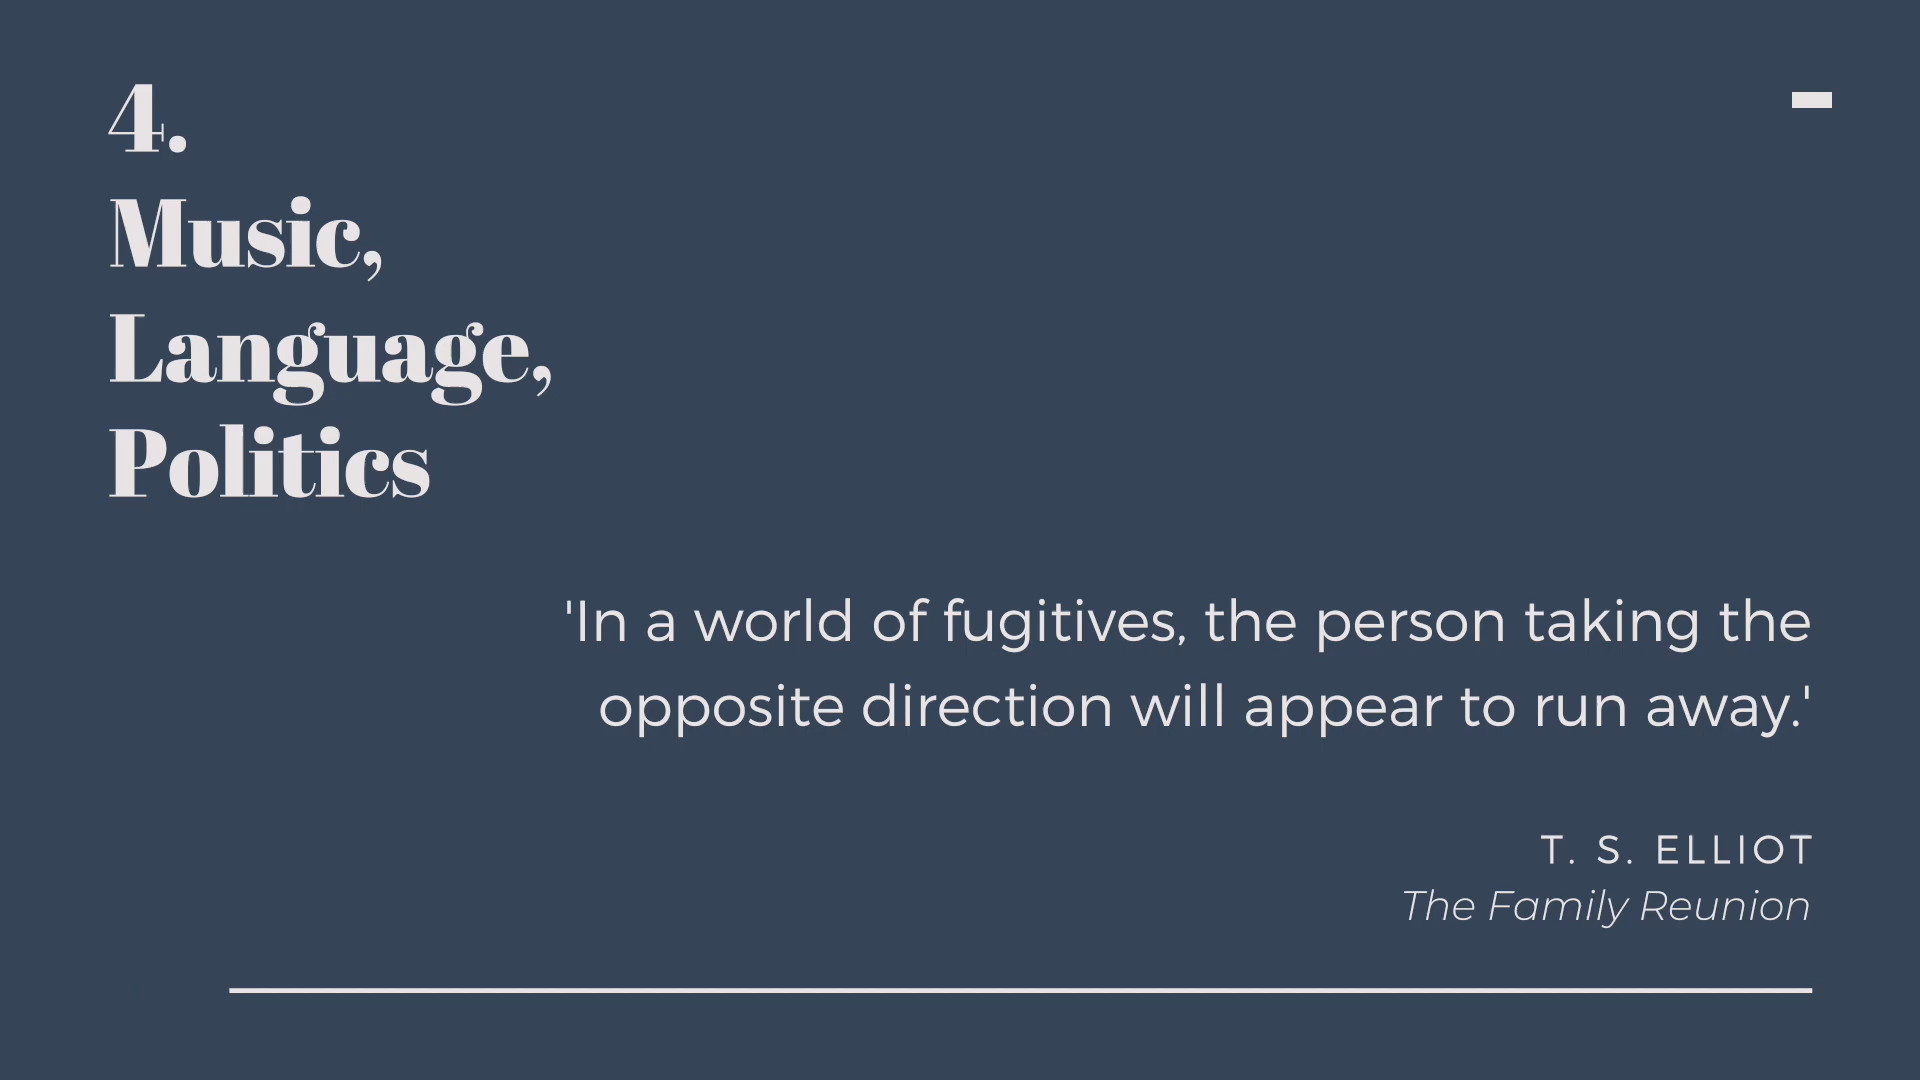 4.
Music,
Language,
Politics
'In a world of fugitives, the person taking the
opposite direction will appear to run away.'
T. S. ELLIOT
The Family Reunion